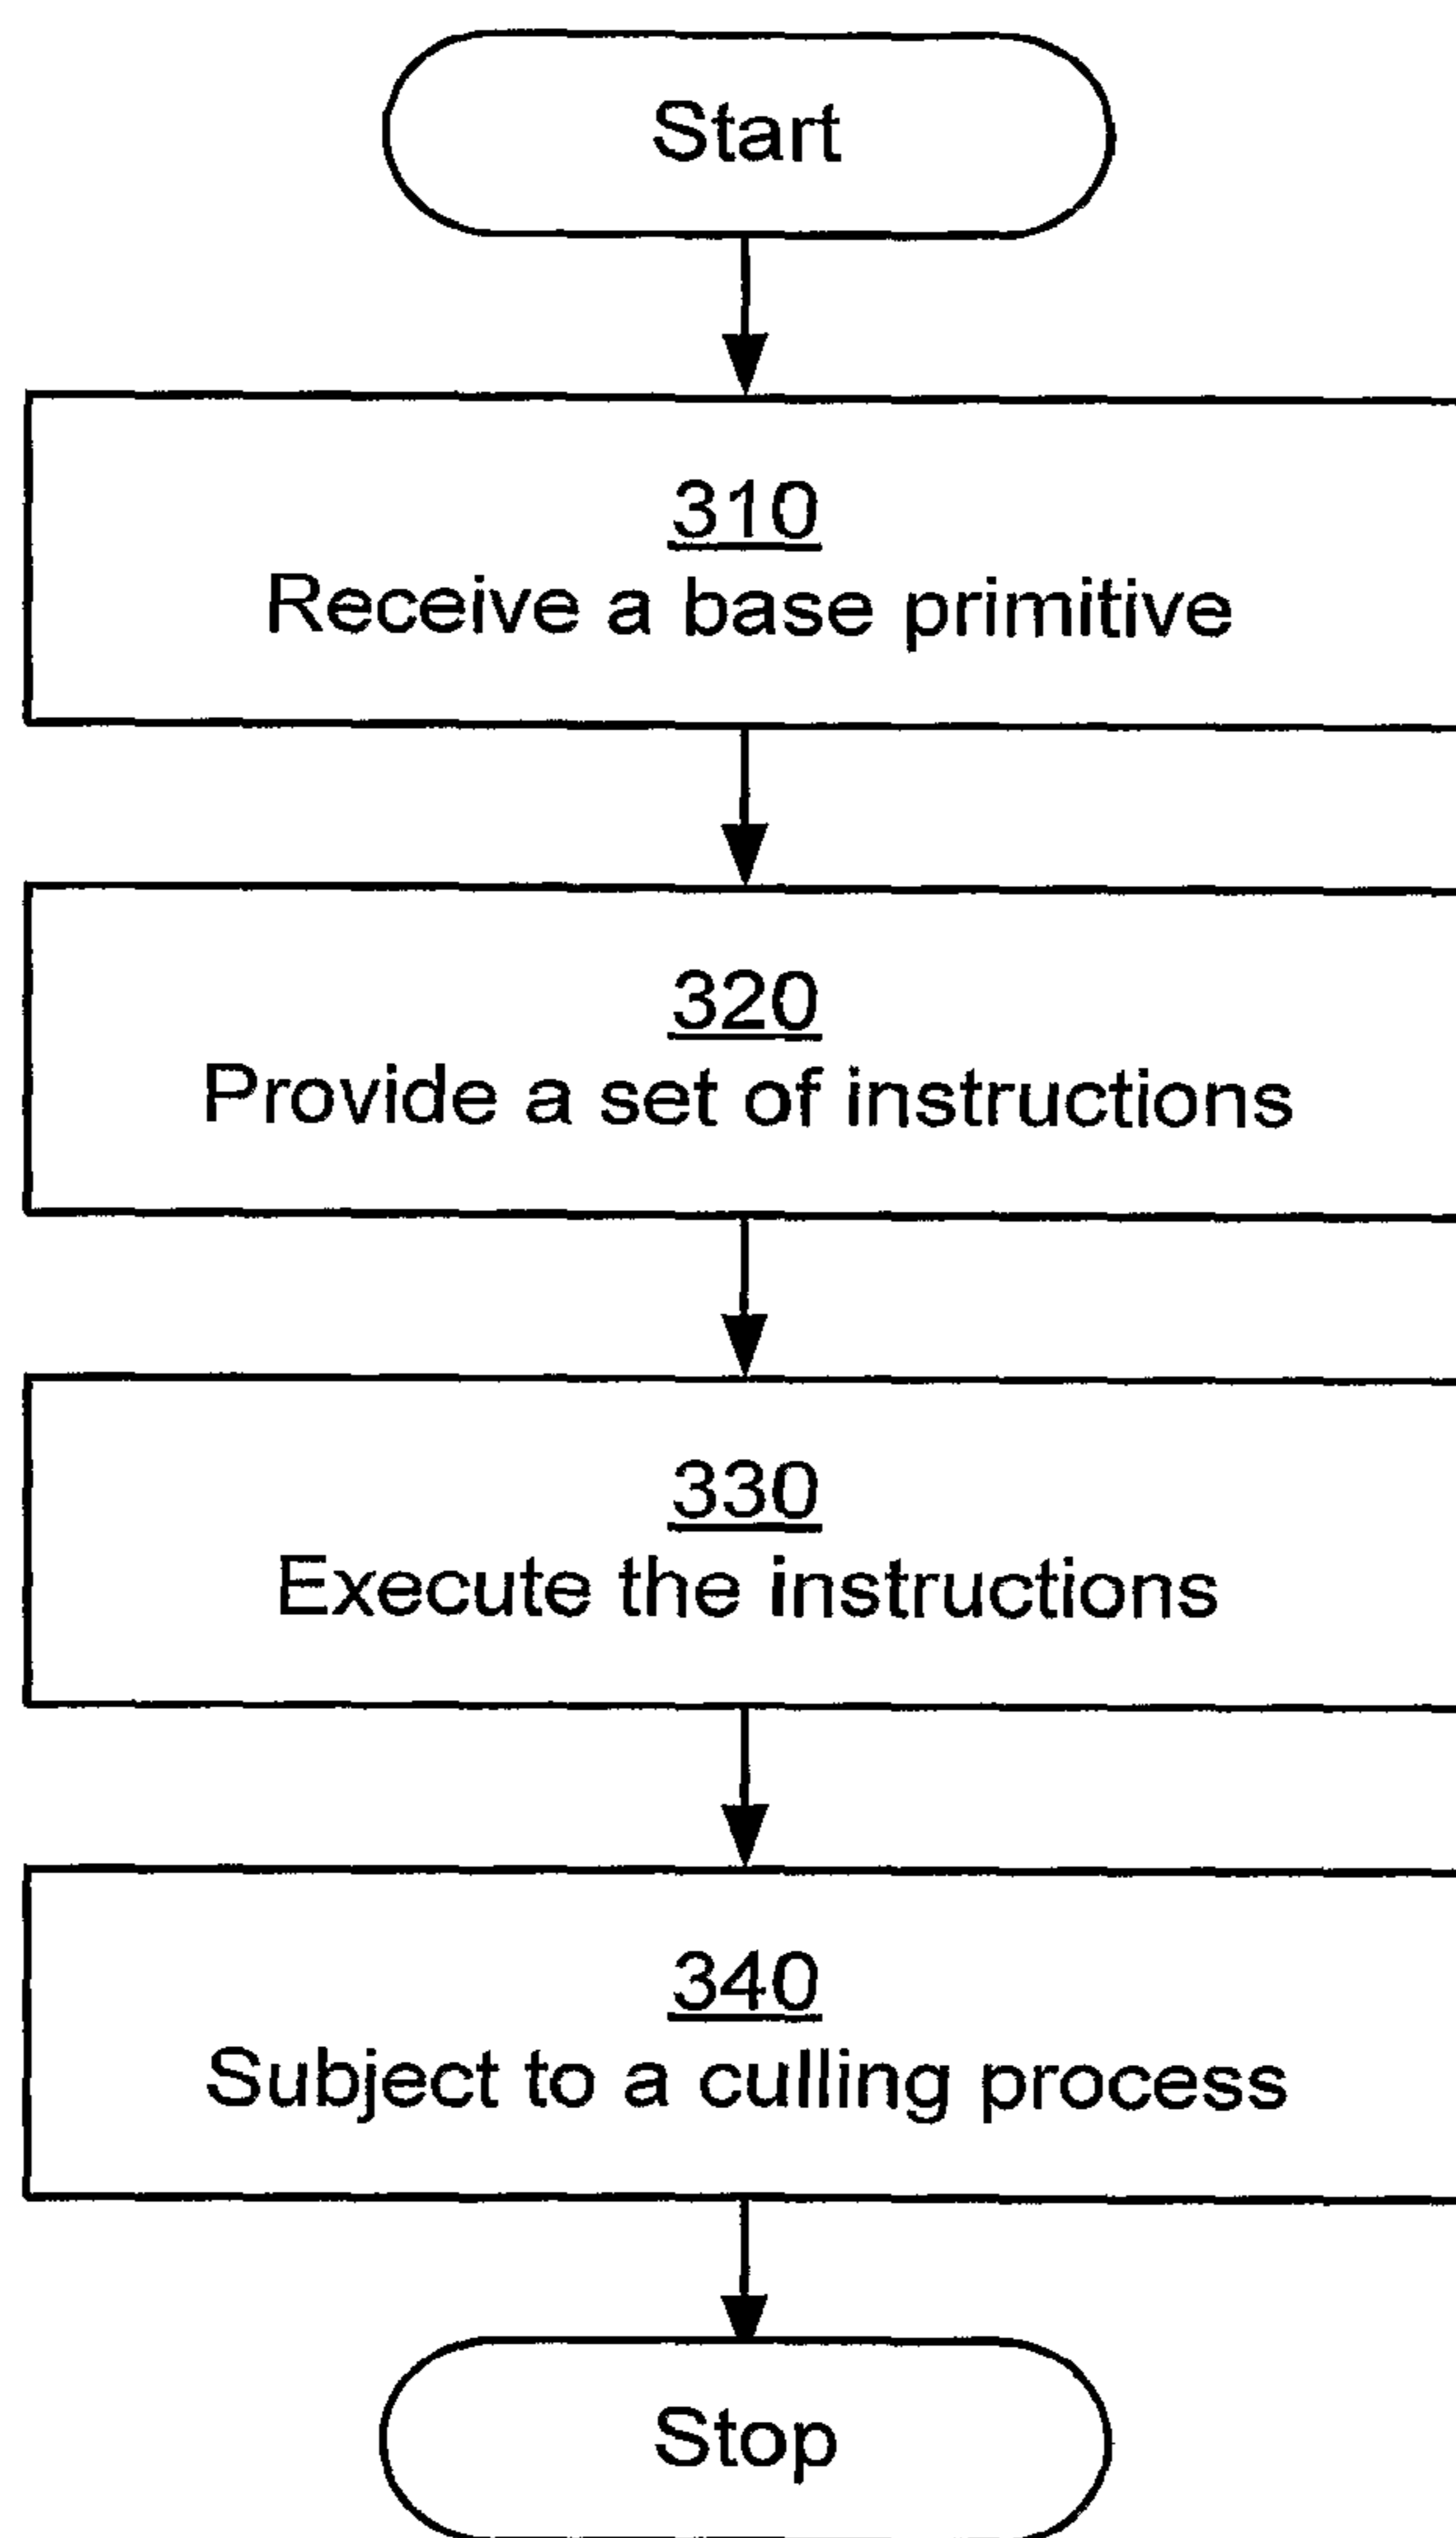 Start
310
Receive a base primitive
320
Provide a set of instructions
330
Execute the instructions
340
Subject to a culling process
Stop